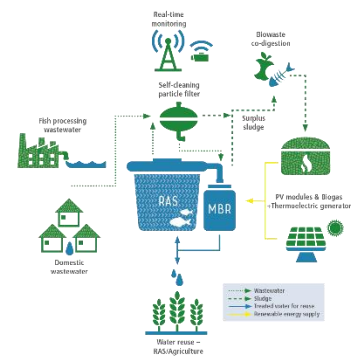 Real-time
monitoring
Biowaste
co-digestion
Self-cleaning
particle filter
Fish processing
wastewater
Surplus
sludge
RAS
MBR
PV modules & Biogas
-Thermoelectric generator
Domestic
wastewater
Wastewater
Sludge
Treated water for reuse
Renewable energy supply
Water reuse –
RAS/Agriculture